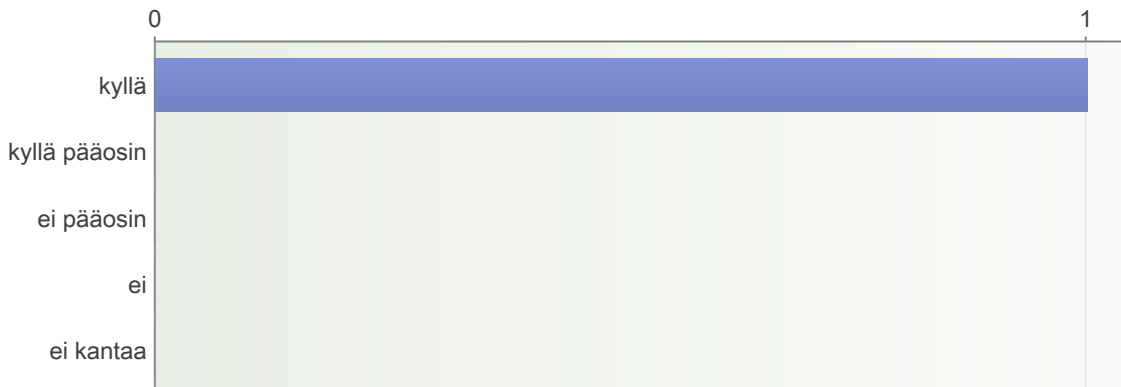 0 1
kyllä
kyllä pääosin
ei pääosin
ei
ei kantaa